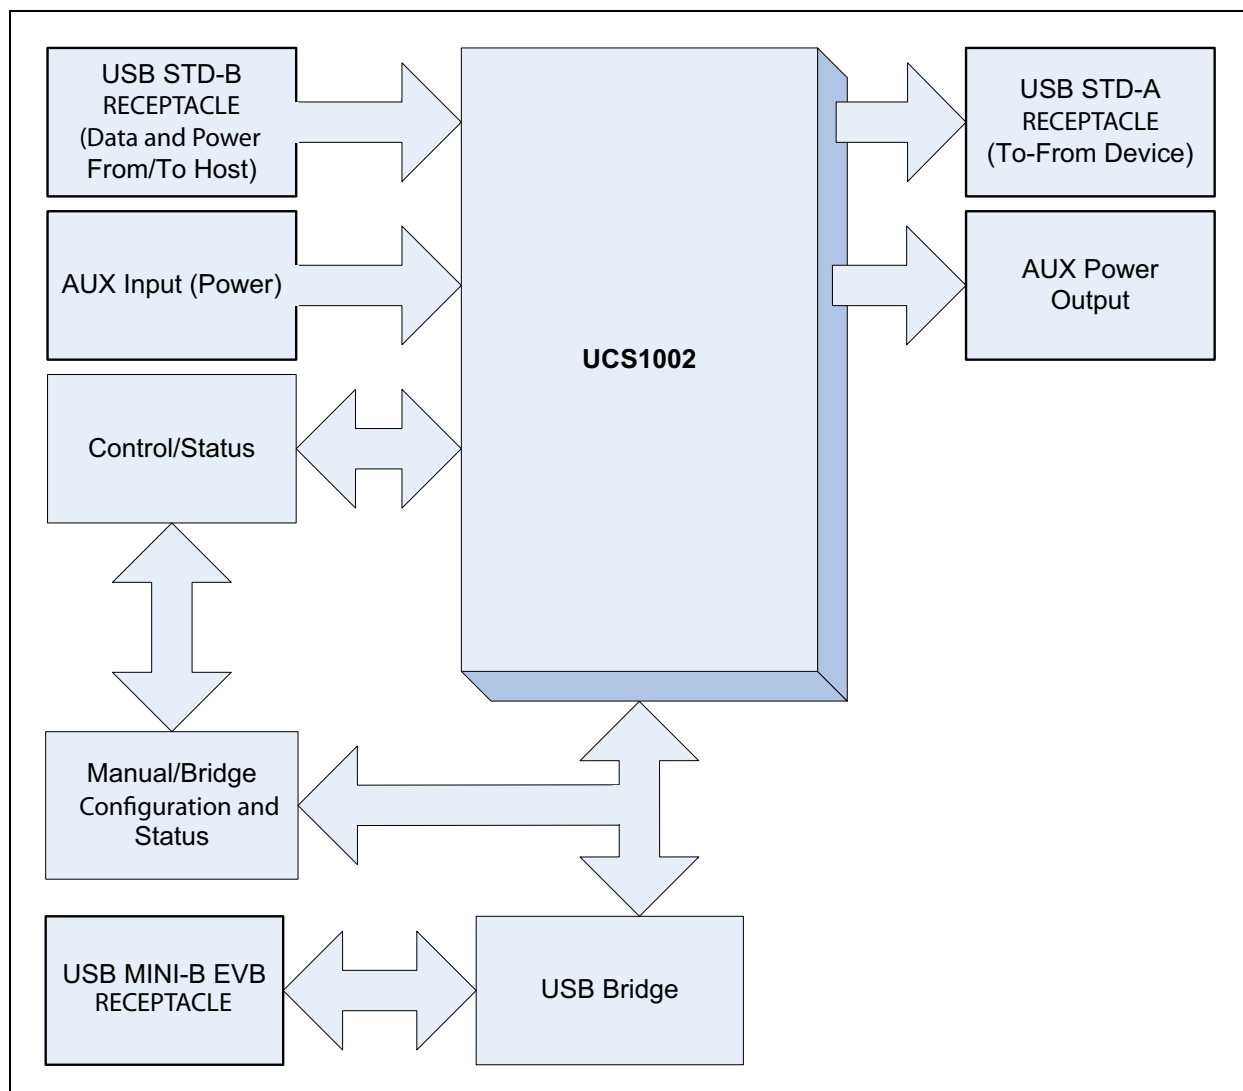 USB STD-B
RECEPTACLE
(Data and Power
From/To Host)
AUX Input (Power)
Control/Status
Manual/Bridge
Configuration and
Status
USB MINI-B EVB
RECEPTACLE
UCS1002
USB Bridge
USB STD-A
RECEPTACLE
(To-From Device)
AUX Power
Output